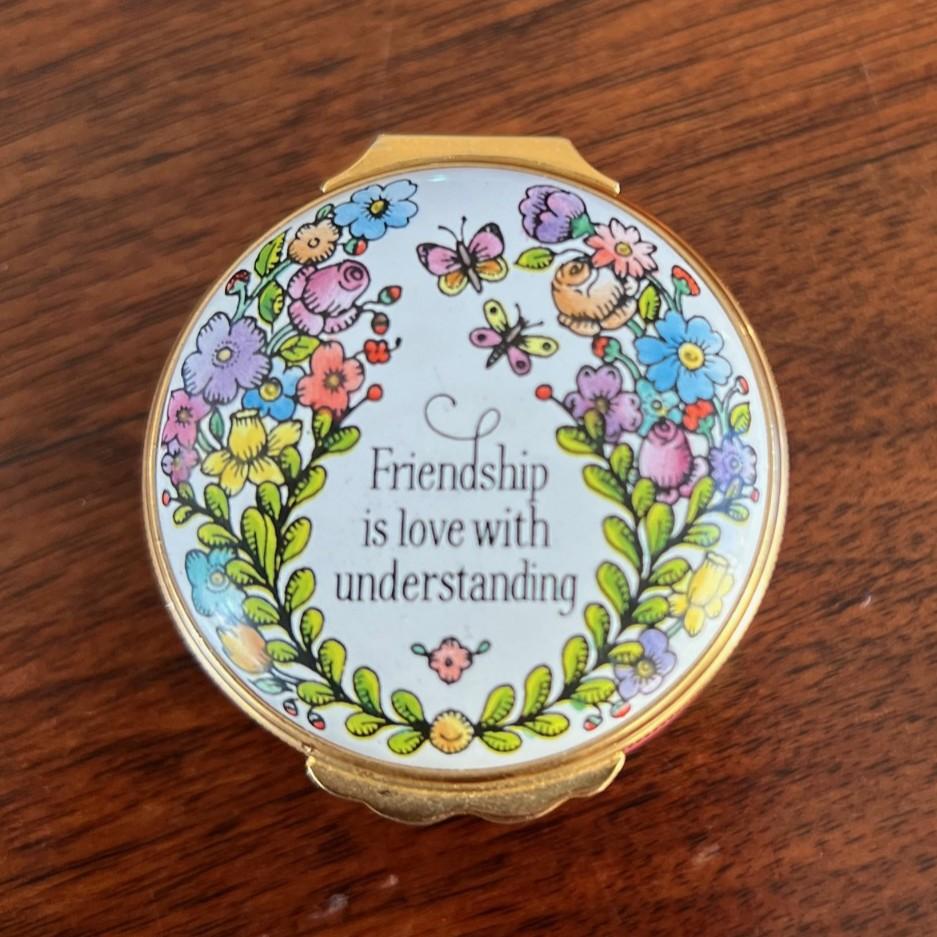 Friendship
is love with
understanding